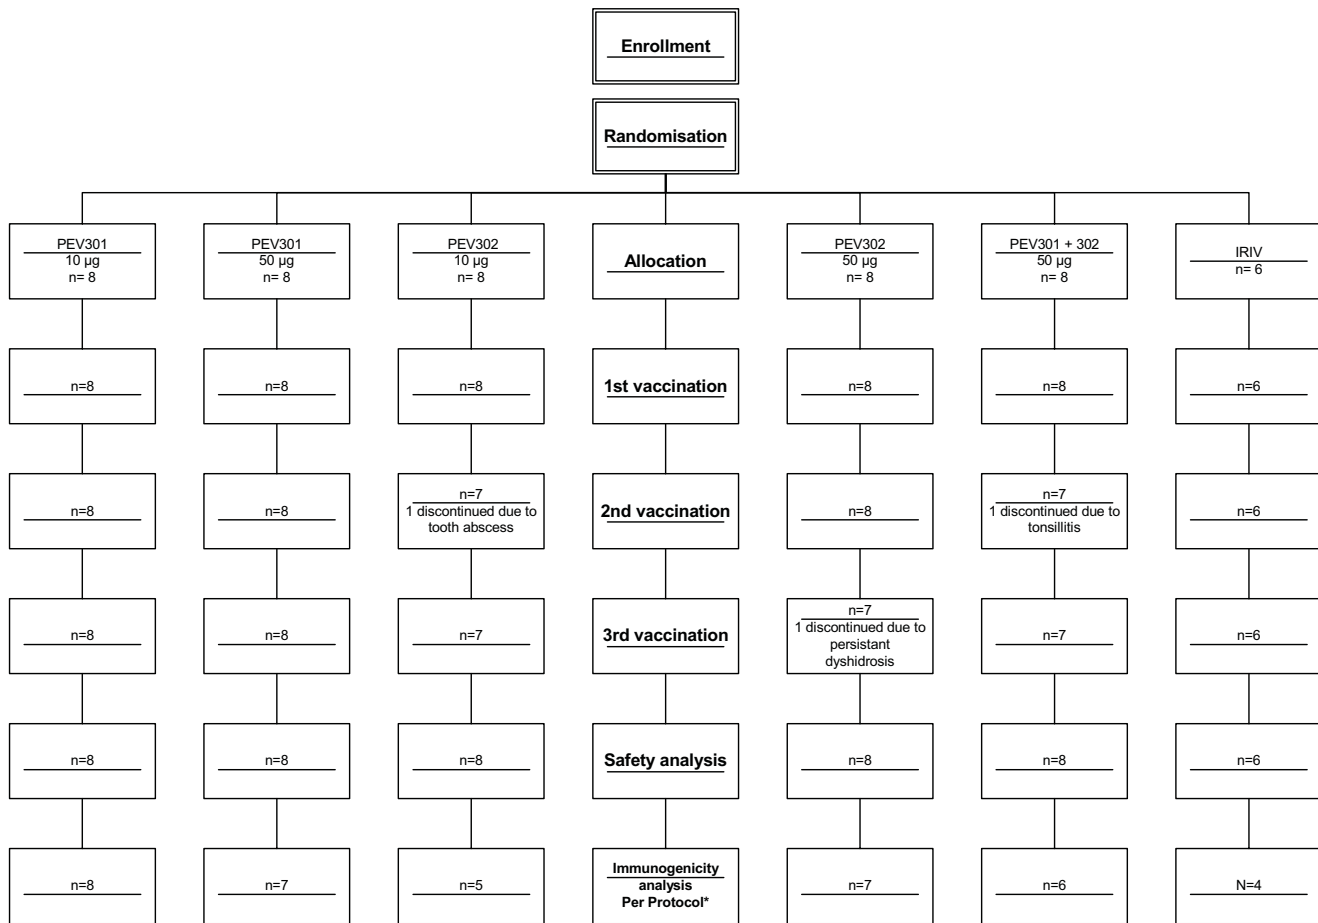 Enrollment
Randomisation
PEV301
10 µg
n= 8
PEV301
50 µg
n= 8
PEV302
10 µg
n= 8
Allocation
PEV302
50 µg
n= 8
PEV301 + 302
50 µg
n= 8
IRIV
n= 6
n=8
n=8
n=8
1st vaccination
n=8
n=8
n=6
n=8
n=8
n=7
1 discontinued due to
tooth abscess
2nd vaccination
n=8
n=7
1 discontinued due to
tonsillitis
n=6
n=8
n=8
n=7
3rd vaccination
n=7
1 discontinued due to
persistant
dyshidrosis
n=7
n=6
n=8
n=8
n=8
Safety analysis
n=8
n=8
n=6
n=8
n=7
n=5
Immunogenicity
analysis
Per Protocol*
n=7
n=6
N=4